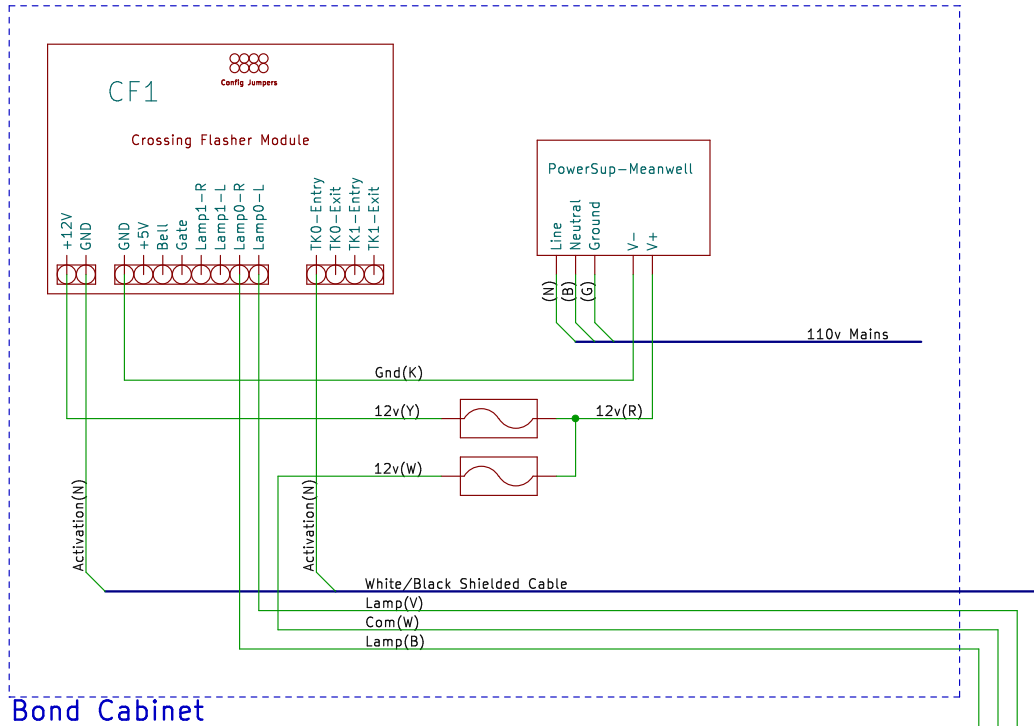 Config Jumpers
CF1
Crossing Flasher Module
+12V
GND
GND
+5V
Bell
Gate
Lamp1-R
Lamp1-L
Lamp0-R
Lamp0-L
TK0-Entry
TK0-Exit
TK1-Entry
TK1-Exit
PowerSup-Meanwell
Line
Neutral
Ground
V-
V+
(N)
(B)
(G)
110v Mains
Gnd(K)
12v(Y)
12v(R)
12v(W)
Activation(N)
Activation(N)
White/Black Shielded Cable
Lamp(V)
Com(W)
Lamp(B)
Bond Cabinet